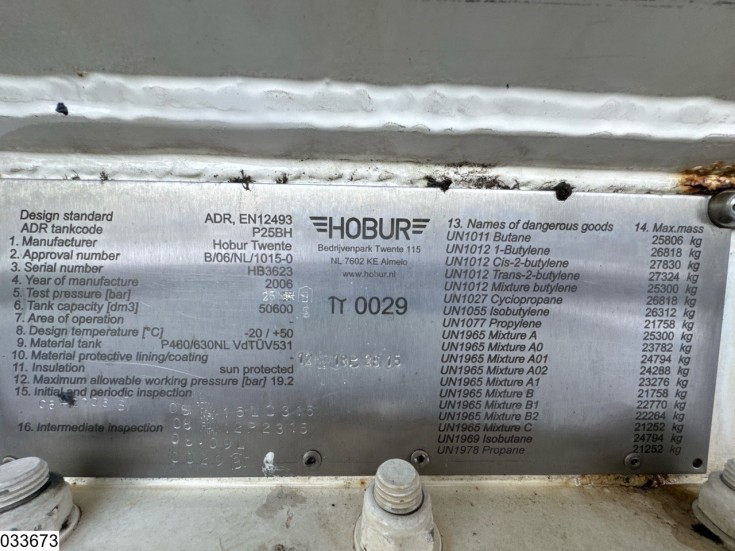 Design standard ADR, EN12493
ADR tankcode P25BH
1. Manufacturer Hobur Twente
2. Approval number B/06/NL/1015-0
3. Serial number HB3623
4. Year of manufacture 2006
5. Test pressure [bar] 25
6. Tank capacity [dm3] 50600
7. Area of operation -
8. Design temperature [°C] -20 / +50
9. Material tank P460/630NL VdTÜV531
10. Material protective lining/coating -
11. Insulation sun protected
12. Maximum allowable working pressure [bar] 19.2
15. Initial and periodic inspection
16. Intermediate inspection
HOBUR
Bedrijvenpark Twente 115
NL 7602 KE Almelo
www.hobur.nl
π 0029
13. Names of dangerous goods 14. Max.mass
UN1011 Butane 25806 kg
UN1012 1-Butylene 26818 kg
UN1012 Cis-2-butylene 27830 kg
UN1012 Trans-2-butylene 27324 kg
UN1012 Mixture butylene 25300 kg
UN1027 Cyclopropane 26818 kg
UN1055 Isobutylene 26312 kg
UN1077 Propylene 21758 kg
UN1965 Mixture A 25300 kg
UN1965 Mixture A0 23782 kg
UN1965 Mixture A01 24794 kg
UN1965 Mixture A02 24288 kg
UN1965 Mixture A1 23276 kg
UN1965 Mixture B 21758 kg
UN1965 Mixture B1 22770 kg
UN1965 Mixture B2 22264 kg
UN1965 Mixture C 21252 kg
UN1969 Isobutane 24794 kg
UN1978 Propane 21252 kg
033673